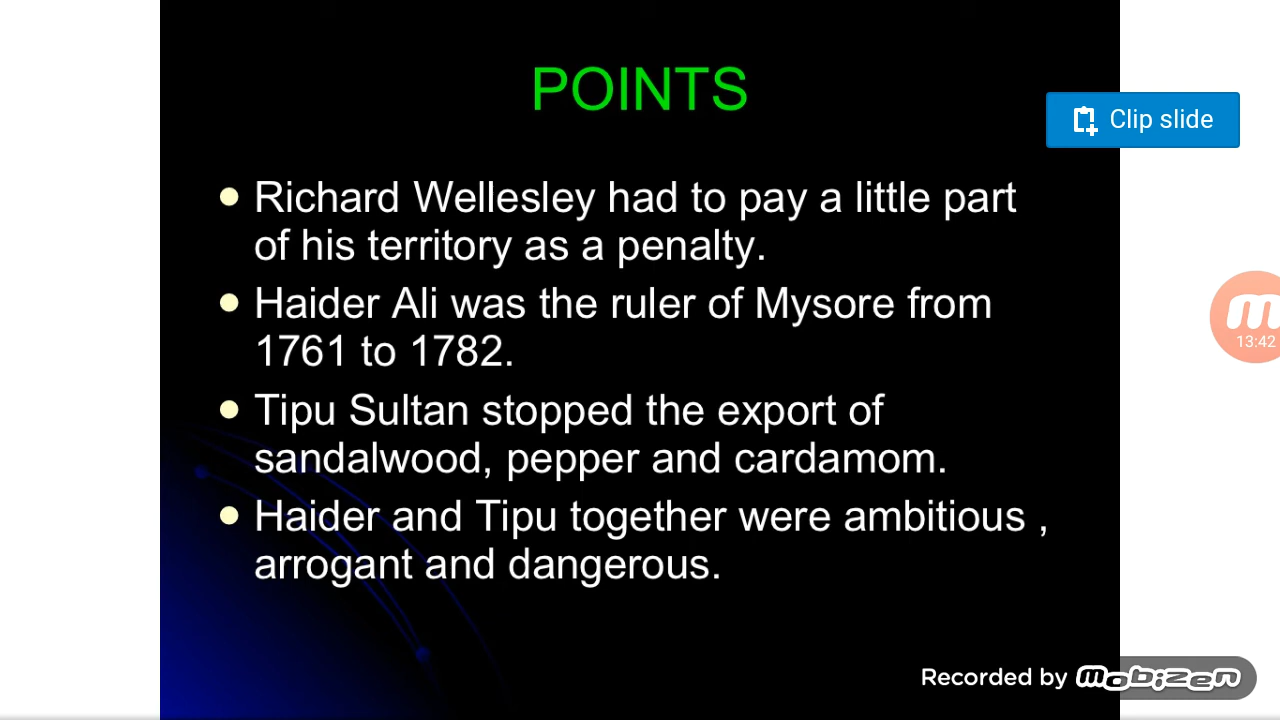 POINTS
Clip slide
Richard Wellesley had to pay a little part
of his territory as a penalty.
Haider Ali was the ruler of Mysore from
1761 to 1782.
13:42
Tipu Sultan stopped the export of
sandalwood, pepper and cardamom.
Haider and Tipu together were ambitious ,
arrogant and dangerous.
Recorded by mobizen